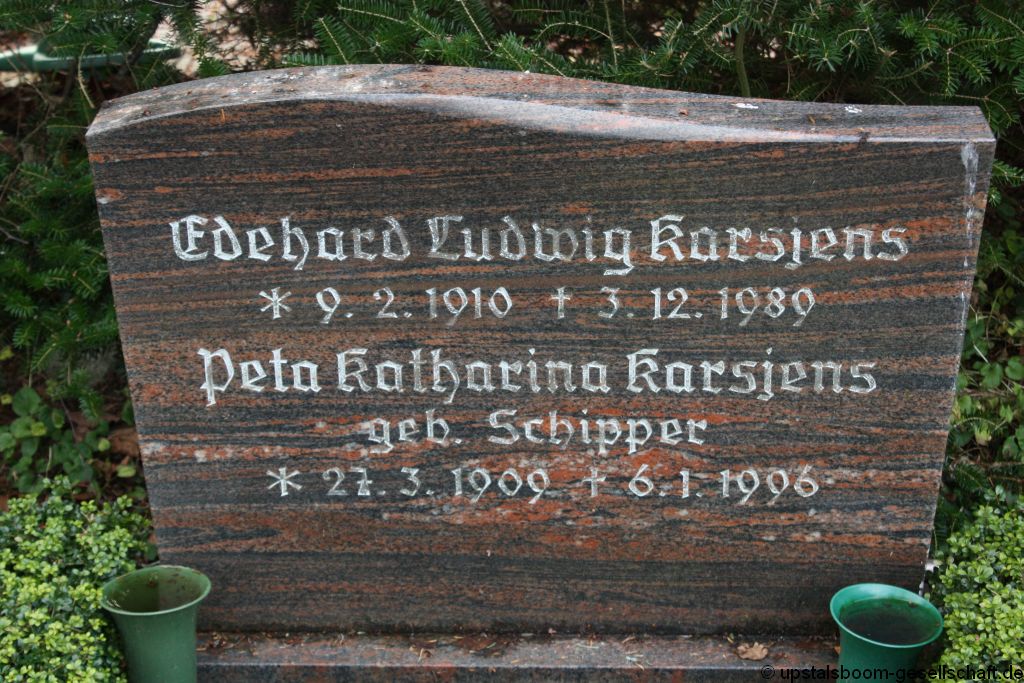 Edehard Ludwig Karsjens
* 9. 2. 1910 † 3. 12. 1989
Peta Katharina Karsjens
geb. Schipper
* 27. 3. 1909 † 6. 1. 1996
© upstalsboom-gesellschaft.de